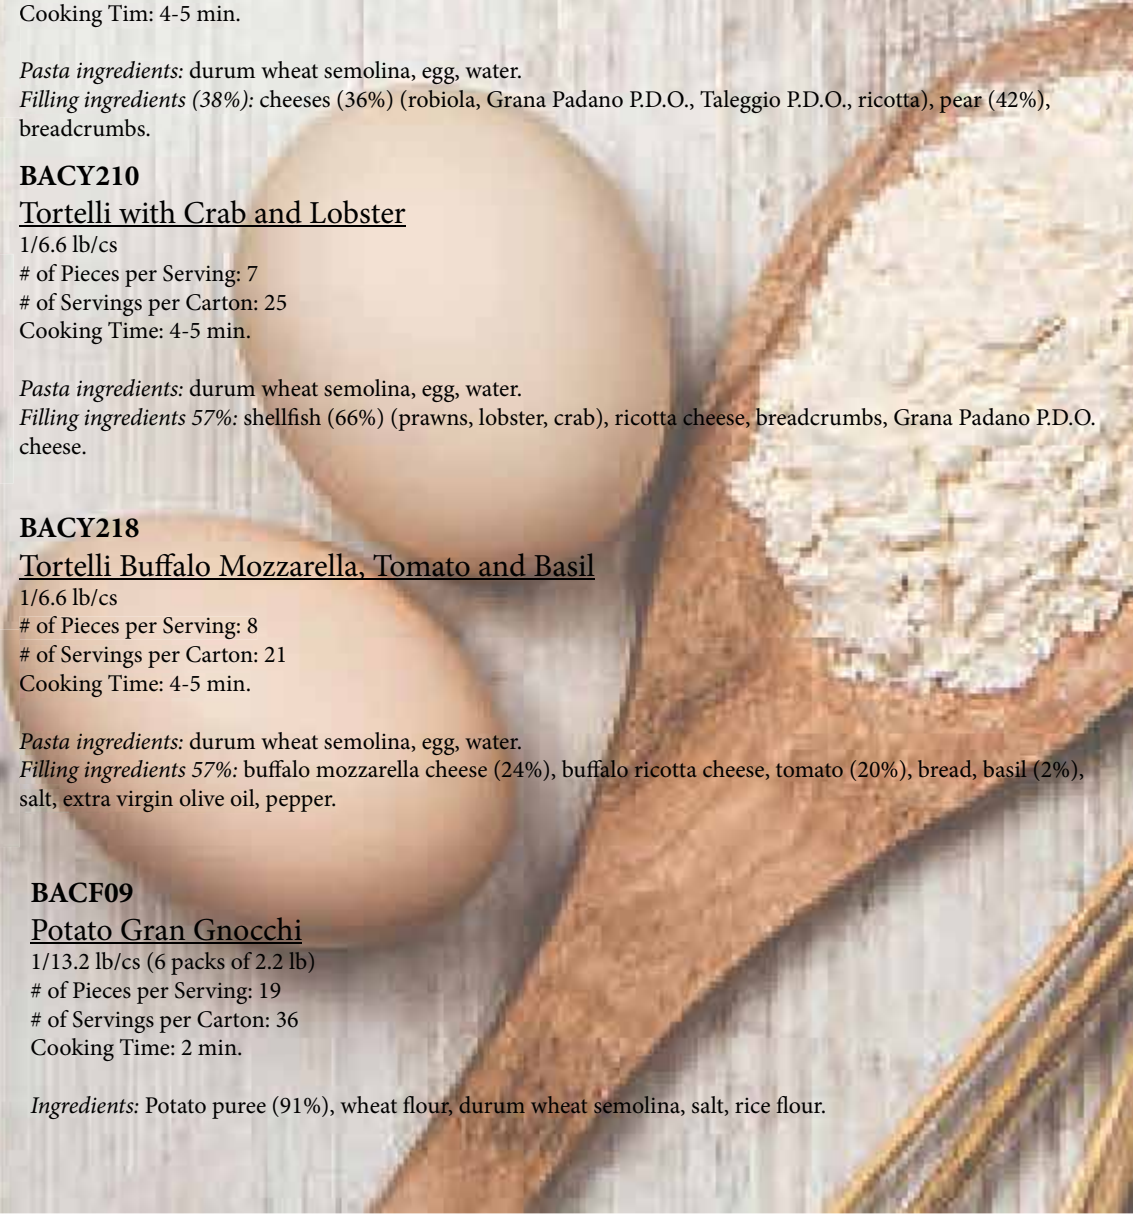 Cooking Tim: 4-5 min.
Pasta ingredients: durum wheat semolina, egg, water.
Filling ingredients (38%): cheeses (36%) (robiola, Grana Padano P.D.O., Taleggio P.D.O., ricotta), pear (42%),
breadcrumbs.
BACY210
Tortelli with Crab and Lobster
1/6.6 lb/cs
# of Pieces per Serving: 7
# of Servings per Carton: 25
Cooking Time: 4-5 min.
Pasta ingredients: durum wheat semolina, egg, water.
Filling ingredients 57%: shellfish (66%) (prawns, lobster, crab), ricotta cheese, breadcrumbs, Grana Padano P.D.O.
cheese.
BACY218
Tortelli Buffalo Mozzarella, Tomato and Basil
1/6.6 lb/cs
# of Pieces per Serving: 8
# of Servings per Carton: 21
Cooking Time: 4-5 min.
Pasta ingredients: durum wheat semolina, egg, water.
Filling ingredients 57%: buffalo mozzarella cheese (24%), buffalo ricotta cheese, tomato (20%), bread, basil (2%),
salt, extra virgin olive oil, pepper.
BACF09
Potato Gran Gnocchi
1/13.2 lb/cs (6 packs of 2.2 lb)
# of Pieces per Serving: 19
# of Servings per Carton: 36
Cooking Time: 2 min.
Ingredients: Potato puree (91%), wheat flour, durum wheat semolina, salt, rice flour.